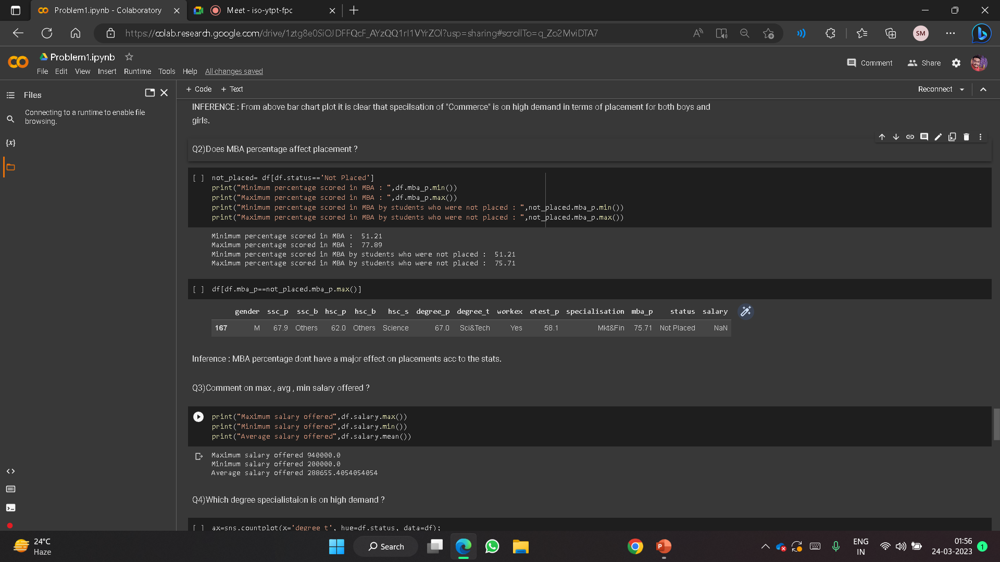 Problem1.ipynb - Colaboratory
Meet - iso-ytpt-fpc
https://colab.research.google.com/drive/1ztg8e0SiOJDFFQcF_AYzQQ1rI1VYrZOl?usp=sharing#scrollTo=q_Zo2MviDTA7
SM
Problem1.ipynb
File Edit View Insert Runtime Tools Help All changes saved
Comment
Share
Files
+ Code + Text
Reconnect
Connecting to a runtime to enable file
browsing.
{x}
INFERENCE : From above bar chart plot it is clear that specilsation of "Commerce" is on high demand in terms of placement for both boys and
girls.
Q2)Does MBA percentage affect placement ?
[ ] not_placed= df[df.status=='Not Placed']
print("Minimum percentage scored in MBA : ",df.mba_p.min())
print("Maximum percentage scored in MBA : ",df.mba_p.max())
print("Minimum percentage scored in MBA by students who were not placed : ",not_placed.mba_p.min())
print("Maximum percentage scored in MBA by students who were not placed : ",not_placed.mba_p.max())
Minimum percentage scored in MBA :  51.21
Maximum percentage scored in MBA :  77.89
Minimum percentage scored in MBA by students who were not placed :  51.21
Maximum percentage scored in MBA by students who were not placed :  75.71
[ ] df[df.mba_p==not_placed.mba_p.max()]
gender ssc_p ssc_b hsc_p hsc_b hsc_s degree_p degree_t workex etest_p specialisation mba_p status salary
167 M 67.9 Others 62.0 Others Science 67.0 Sci&Tech Yes 58.1 Mkt&Fin 75.71 Not Placed NaN
Inference : MBA percentage dont have a major effect on placements acc to the stats.
Q3)Comment on max , avg , min salary offered ?
print("Maximum salary offered",df.salary.max())
print("Minimum salary offered",df.salary.min())
print("Average salary offered",df.salary.mean())
Maximum salary offered 940000.0
Minimum salary offered 200000.0
Average salary offered 288655.4054054054
Q4)Which degree specialistaion is on high demand ?
[ ] ax=sns.countplot(x='degree_t', hue=df.status, data=df);
24°C
Haze
Search
ENG
IN
01:56
24-03-2023
1